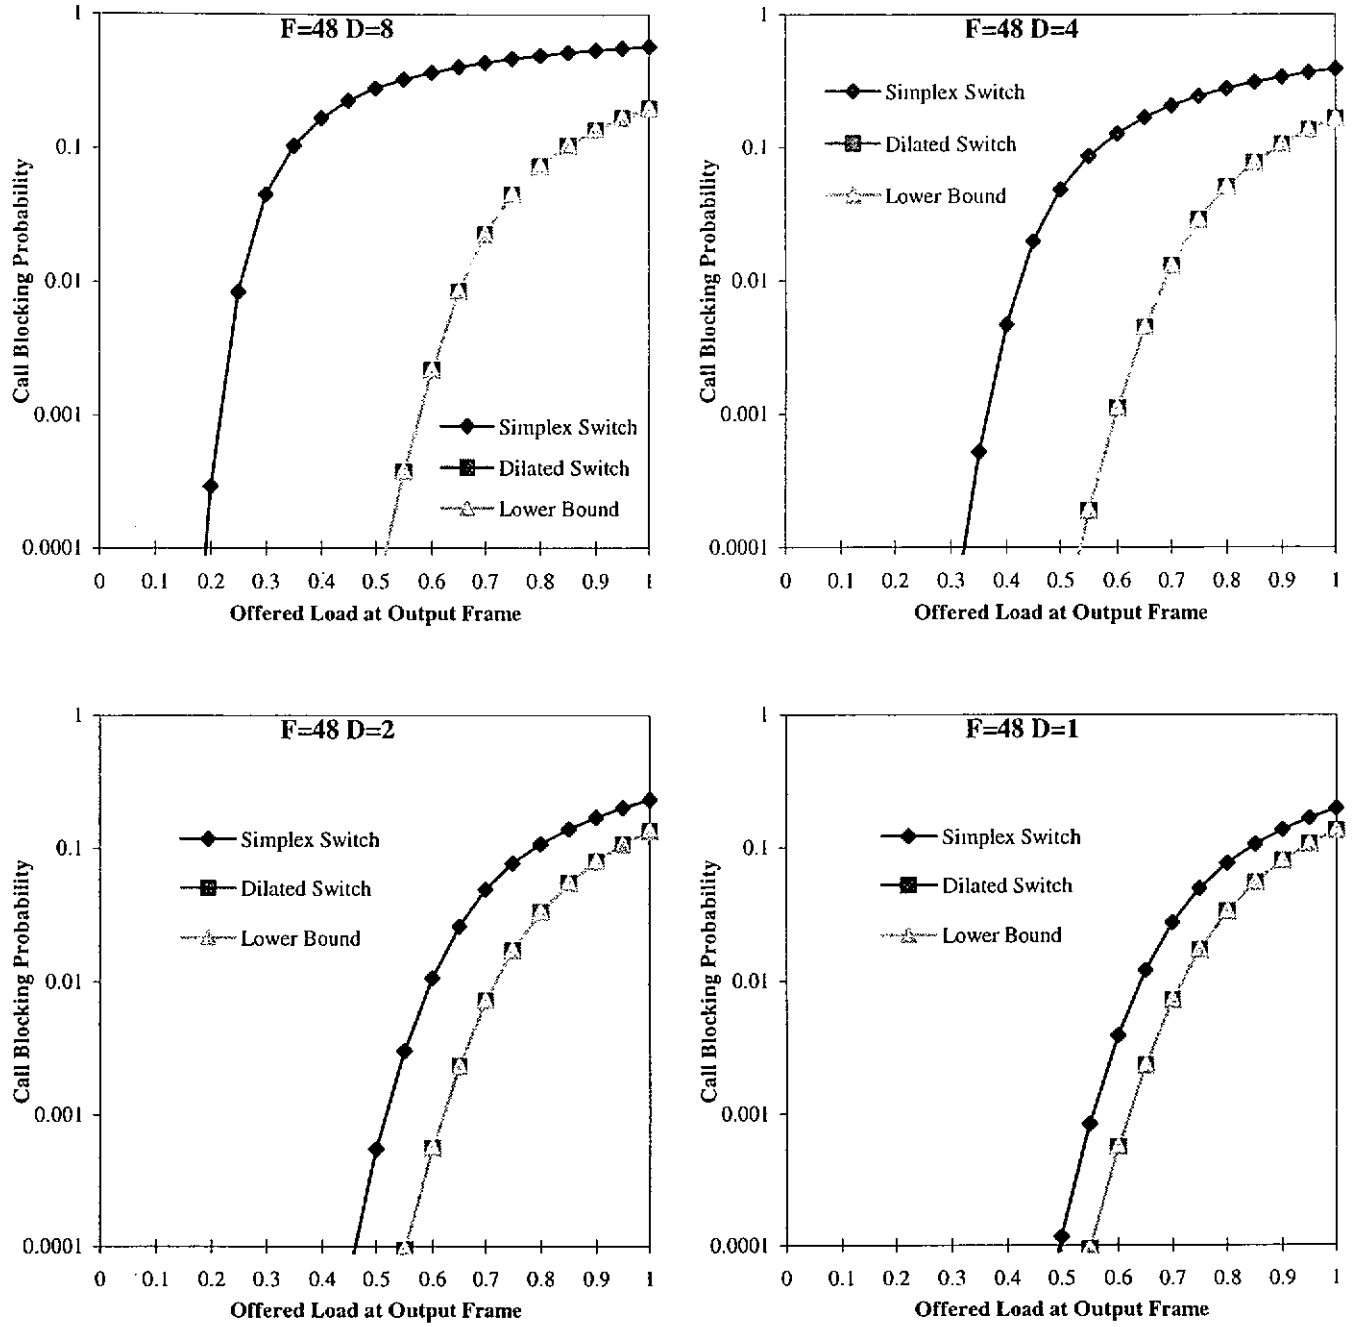 F=48 D=8
Call Blocking Probability
1
0.1
0.01
0.001
0.0001
Simplex Switch
Dilated Switch
Lower Bound
0 0.1 0.2 0.3 0.4 0.5 0.6 0.7 0.8 0.9 1
Offered Load at Output Frame
F=48 D=4
Call Blocking Probability
1
0.1
0.01
0.001
0.0001
Simplex Switch
Dilated Switch
Lower Bound
0 0.1 0.2 0.3 0.4 0.5 0.6 0.7 0.8 0.9 1
Offered Load at Output Frame
F=48 D=2
Call Blocking Probability
1
0.1
0.01
0.001
0.0001
Simplex Switch
Dilated Switch
Lower Bound
0 0.1 0.2 0.3 0.4 0.5 0.6 0.7 0.8 0.9 1
Offered Load at Output Frame
F=48 D=1
Call Blocking Probability
1
0.1
0.01
0.001
0.0001
Simplex Switch
Dilated Switch
Lower Bound
0 0.1 0.2 0.3 0.4 0.5 0.6 0.7 0.8 0.9 1
Offered Load at Output Frame